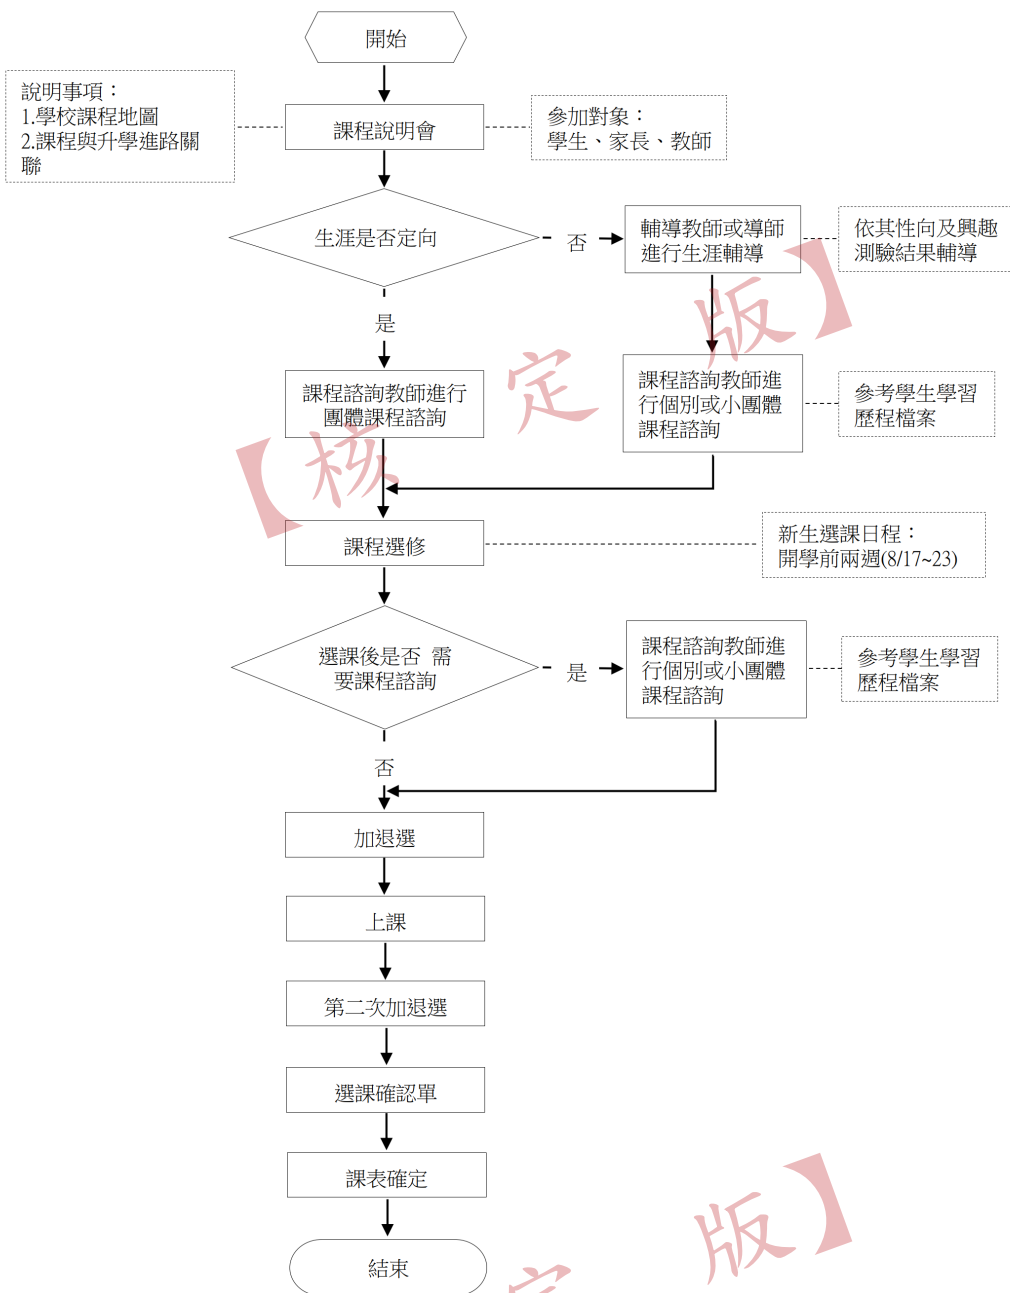 開始
說明事項：
1.學校課程地圖
2.課程與升學進路關
聯
課程說明會
參加對象：
學生、家長、教師
生涯是否定向
否
輔導教師或導師
進行生涯輔導
依其性向及興趣
測驗結果輔導
是
課程諮詢教師進行
團體課程諮詢
課程諮詢教師進
行個別或小團體
課程諮詢
參考學生學習
歷程檔案
【核定版】
課程選修
新生選課日程：
開學前兩週(8/17~23)
選課後是否 需
要課程諮詢
是
課程諮詢教師進
行個別或小團體
課程諮詢
參考學生學習
歷程檔案
否
加退選
上課
第二次加退選
選課確認單
課表確定
結束
定版】